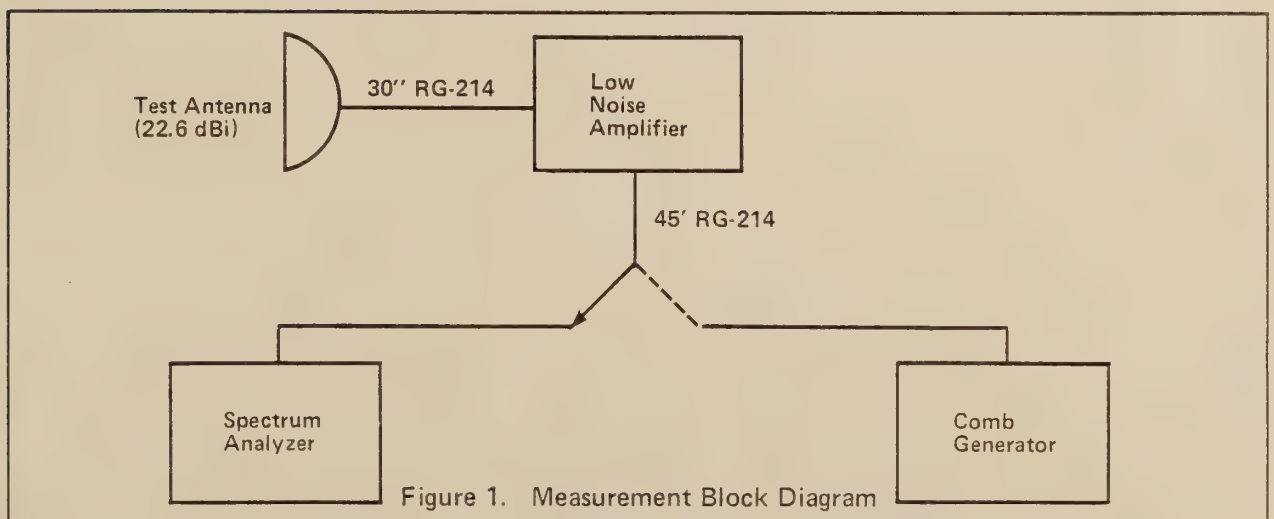 Test Antenna
(22.6 dBi)
30′′ RG-214
Low
Noise
Amplifier
45′ RG-214
Spectrum
Analyzer
Comb
Generator
Figure 1. Measurement Block Diagram